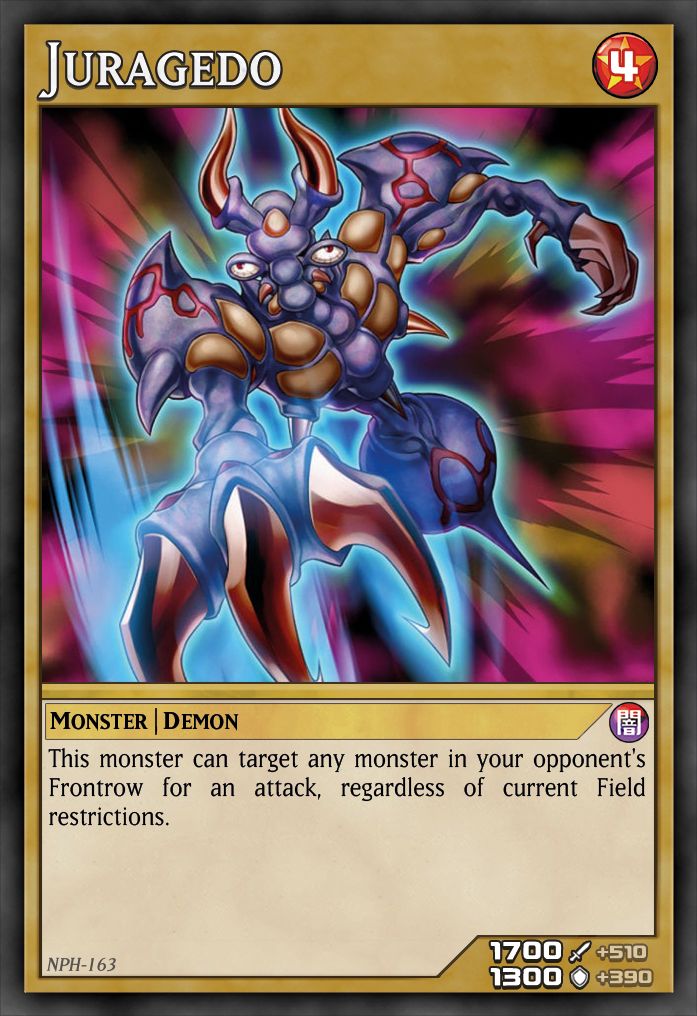 Juragedo
4
Monster | Demon
闇
This monster can target any monster in your opponent's
Frontrow for an attack, regardless of current Field
restrictions.
NPH-163
1700 +510
1300 +390